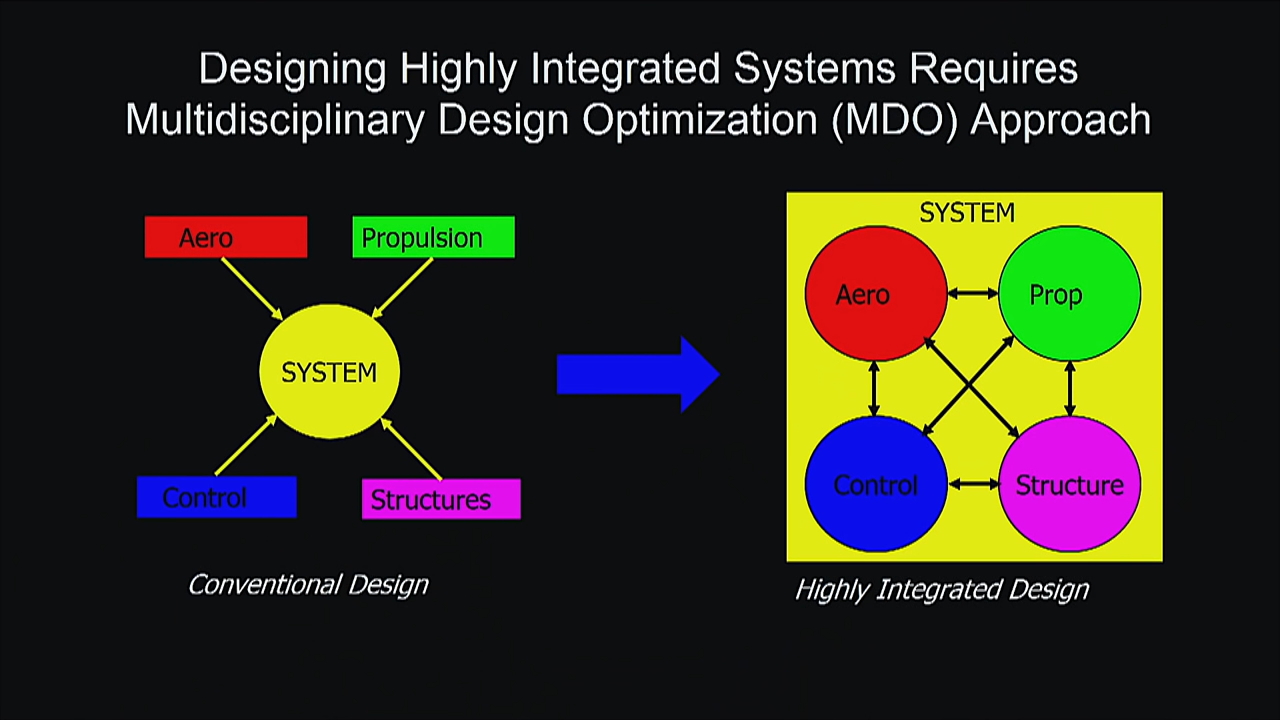 Designing Highly Integrated Systems Requires
Multidisciplinary Design Optimization (MDO) Approach
Aero
Propulsion
SYSTEM
Control
Structures
Conventional Design
SYSTEM
Aero
Prop
Control
Structure
Highly Integrated Design